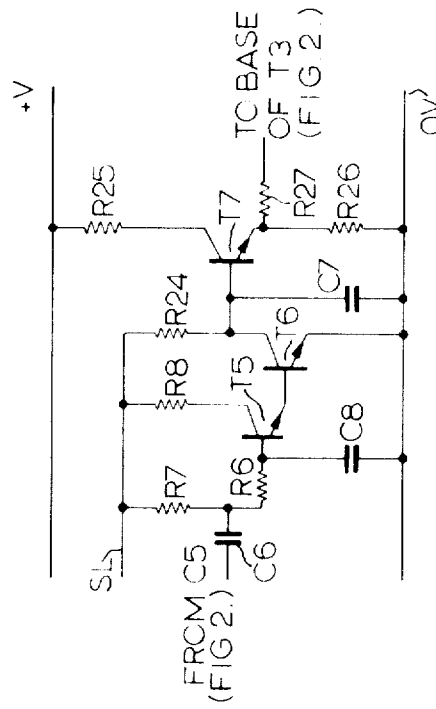 +V
SL
R25
R24
R8
R7
T7
TO BASE
OF T3
(FIG.2.)
R27
R26
T5
T6
R6
FROM C5
(FIG 2.)
C6
C8
C7
0V